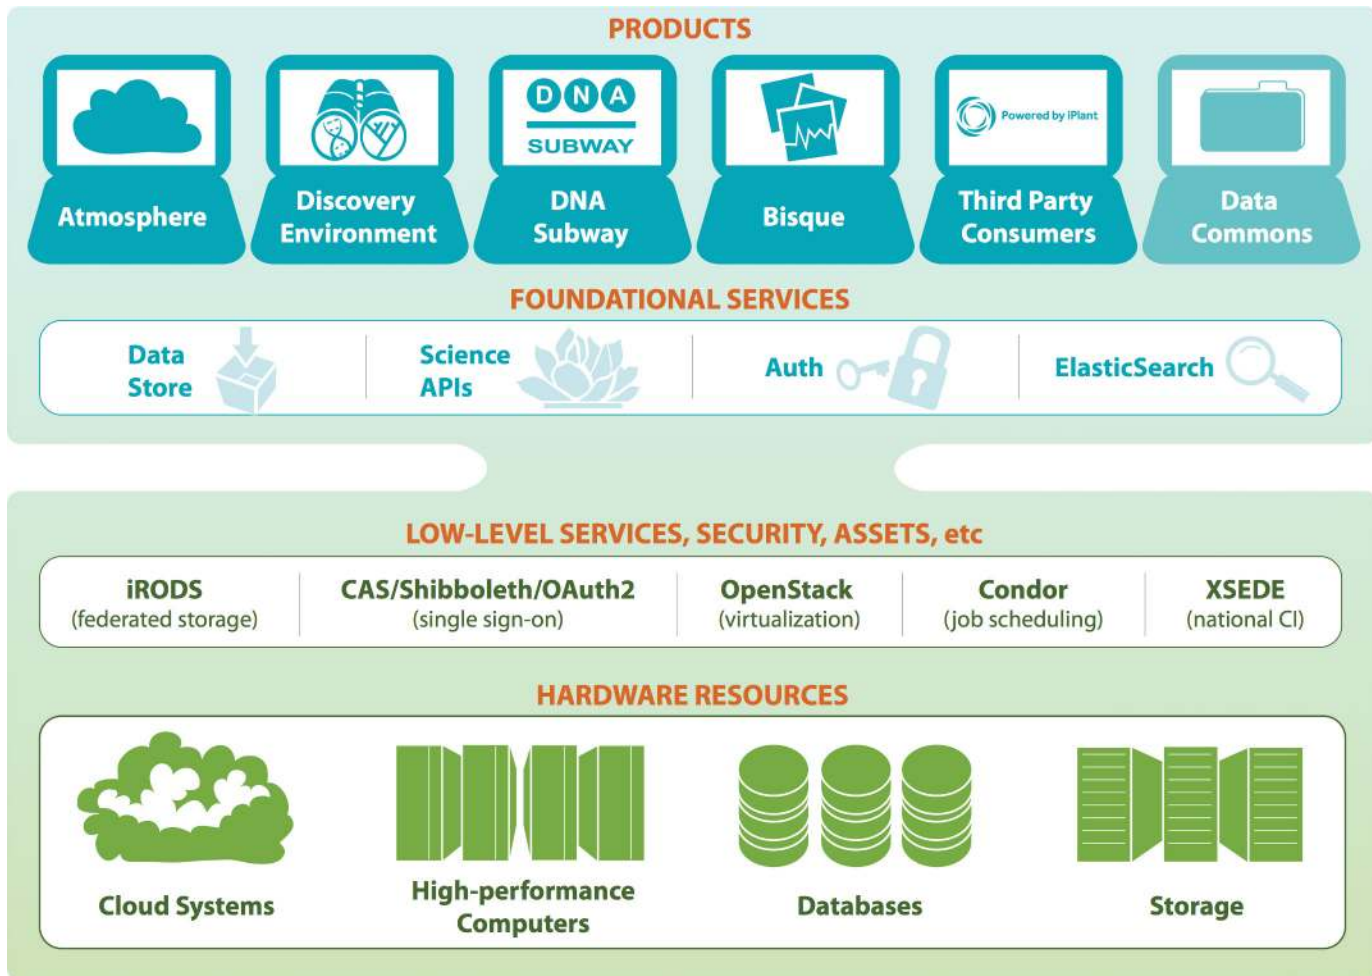 PRODUCTS
DNA
SUBWAY
Powered by iPlant
Atmosphere
Discovery
Environment
DNA
Subway
Bisque
Third Party
Consumers
Data
Commons
FOUNDATIONAL SERVICES
Data
Store
Science
APIs
Auth
ElasticSearch
LOW-LEVEL SERVICES, SECURITY, ASSETS, etc
iRODS
(federated storage)
CAS/Shibboleth/OAuth2
(single sign-on)
OpenStack
(virtualization)
Condor
(job scheduling)
XSEDE
(national CI)
HARDWARE RESOURCES
Cloud Systems
High-performance
Computers
Databases
Storage